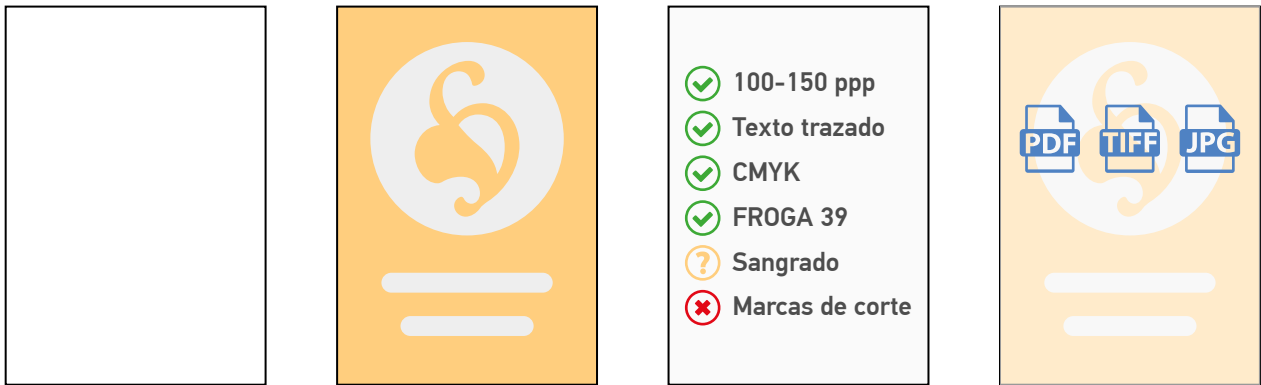 100-150 ppp
Texto trazado
CMYK
FROGA 39
? Sangrado
Marcas de corte
PDF TIFF JPG